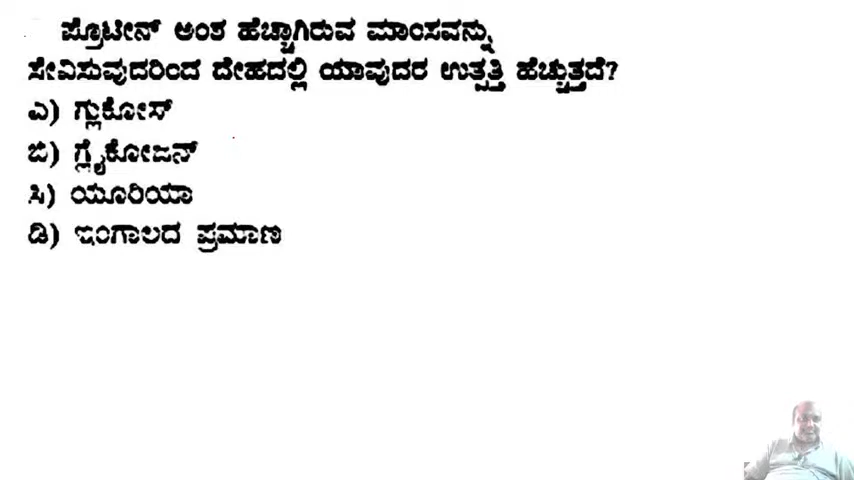 ಪ್ರೊಟೀನ್ ಅಂಶ ಹೆಚ್ಚಾಗಿರುವ ಮಾಂಸವನ್ನು
ಸೇವಿಸುವುದರಿಂದ ದೇಹದಲ್ಲಿ ಯಾವುದರ ಉತ್ಪತ್ತಿ ಹೆಚ್ಚುತ್ತದೆ?
ಎ) ಗ್ಲುಕೋಸ್
ಬಿ) ಗ್ಲೈಕೋಜನ್
ಸಿ) ಯೂರಿಯಾ
ಡಿ) ಇಂಗಾಲದ ಪ್ರಮಾಣ